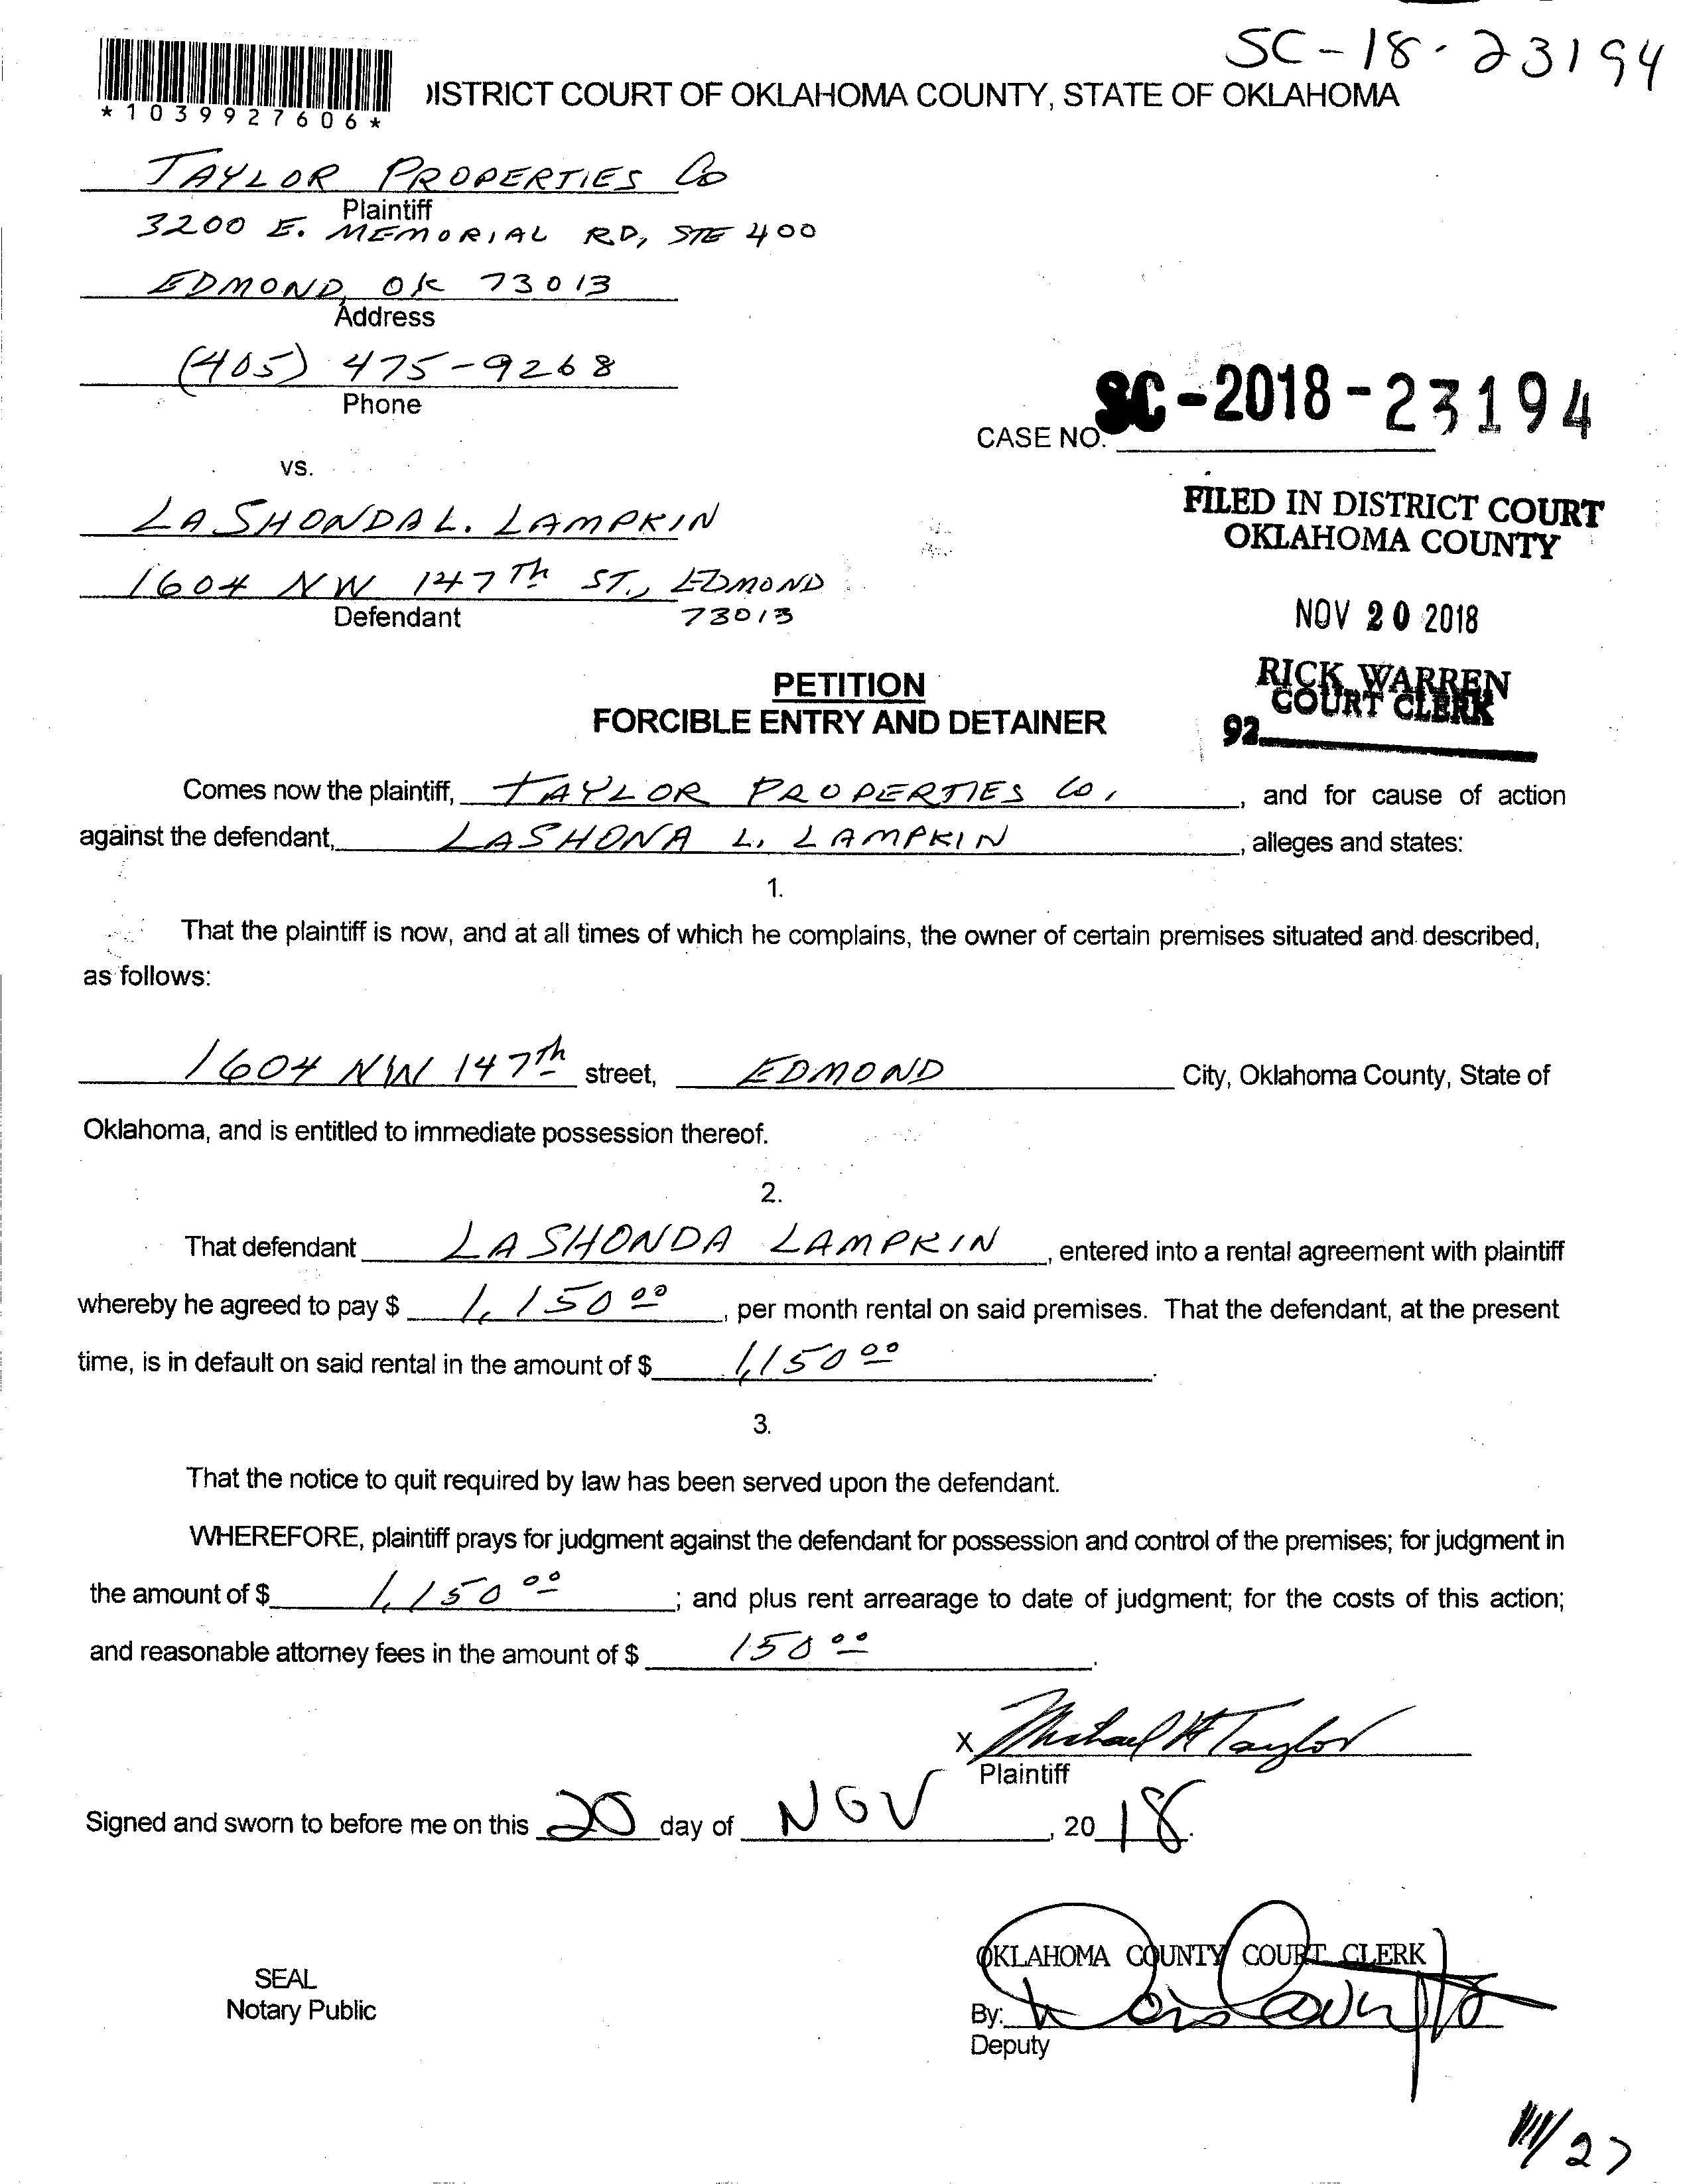 SC-18-23194
*1039927606*
DISTRICT COURT OF OKLAHOMA COUNTY, STATE OF OKLAHOMA
TAYLOR PROPERTIES Co
Plaintiff
3200 E. MEMORIAL RD, STE 400
EDMOND, OK 73013
Address
(405) 475-9268
Phone
CASE NO. SC-2018-23194
vs.
LASHONDA L. LAMPKIN
1604 NW 147th ST., EDMOND
Defendant 73013
FILED IN DISTRICT COURT
OKLAHOMA COUNTY
NOV 20 2018
RICK WARREN
COURT CLERK
92
PETITION
FORCIBLE ENTRY AND DETAINER
Comes now the plaintiff, TAYLOR PROPERTIES Co, , and for cause of action
against the defendant, LASHONA L. LAMPKIN , alleges and states:
1.
That the plaintiff is now, and at all times of which he complains, the owner of certain premises situated and described,
as follows:
1604 NW 147th street, EDMOND City, Oklahoma County, State of
Oklahoma, and is entitled to immediate possession thereof.
2.
That defendant LASHONDA LAMPKIN , entered into a rental agreement with plaintiff
whereby he agreed to pay $ 1,150 00 , per month rental on said premises. That the defendant, at the present
time, is in default on said rental in the amount of $ 1,150 00 .
3.
That the notice to quit required by law has been served upon the defendant.
WHEREFORE, plaintiff prays for judgment against the defendant for possession and control of the premises; for judgment in
the amount of $ 1,150 00 ; and plus rent arrearage to date of judgment; for the costs of this action;
and reasonable attorney fees in the amount of $ 150 00 .
X Michael H Taylor
Plaintiff
Signed and sworn to before me on this 20 day of NOV , 20 18.
OKLAHOMA COUNTY COURT CLERK
SEAL
Notary Public
By:
Deputy
27